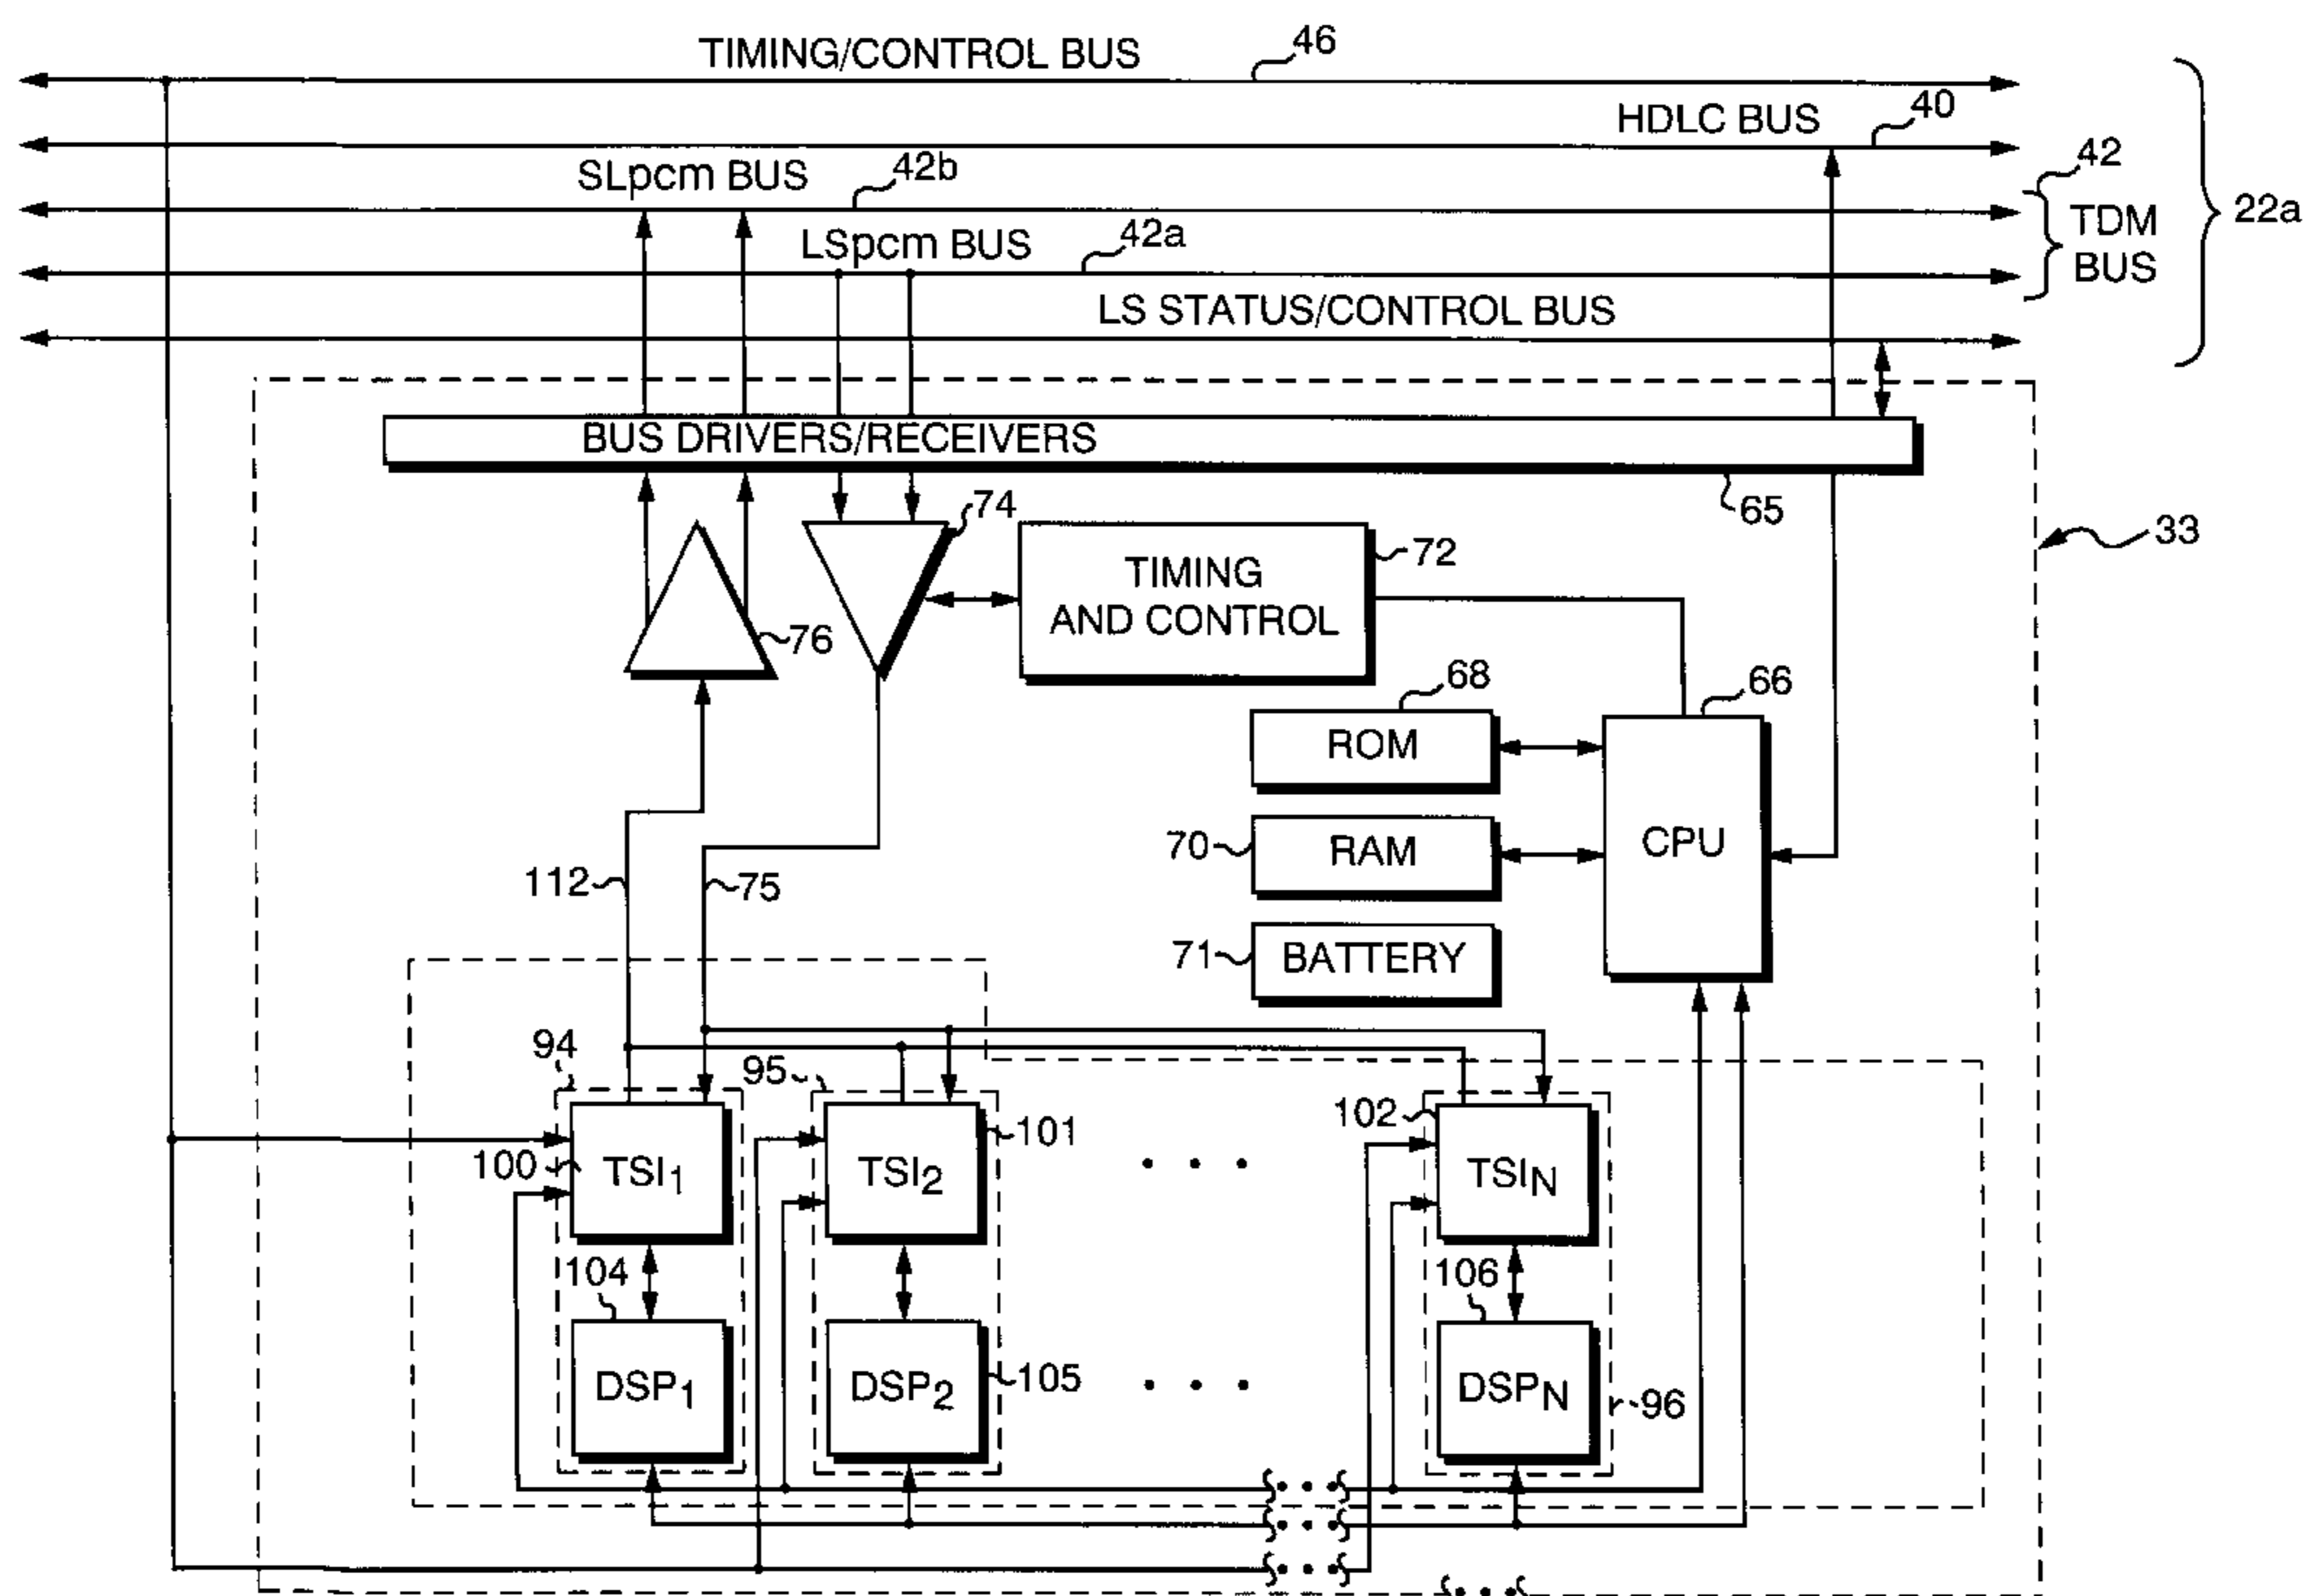 TIMING/CONTROL BUS
46
HDLC BUS
40
SLpcm BUS
42b
42
TDM
BUS
22a
LSpcm BUS
42a
LS STATUS/CONTROL BUS
BUS DRIVERS/RECEIVERS
65
33
74
72
TIMING
AND CONTROL
76
68
66
ROM
CPU
70
RAM
112
75
71
BATTERY
94
95
100
TSI1
TSI2
101
102
TSIN
. . .
104
106
DSP1
DSP2
105
. . .
DSPN
96